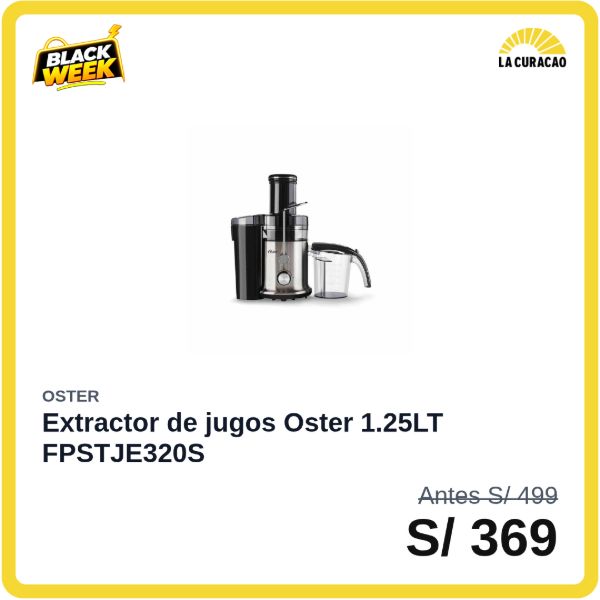 BLACK
WEEK
LA CURACAO
OSTER
Extractor de jugos Oster 1.25LT
FPSTJE320S
Antes S/ 499
S/ 369